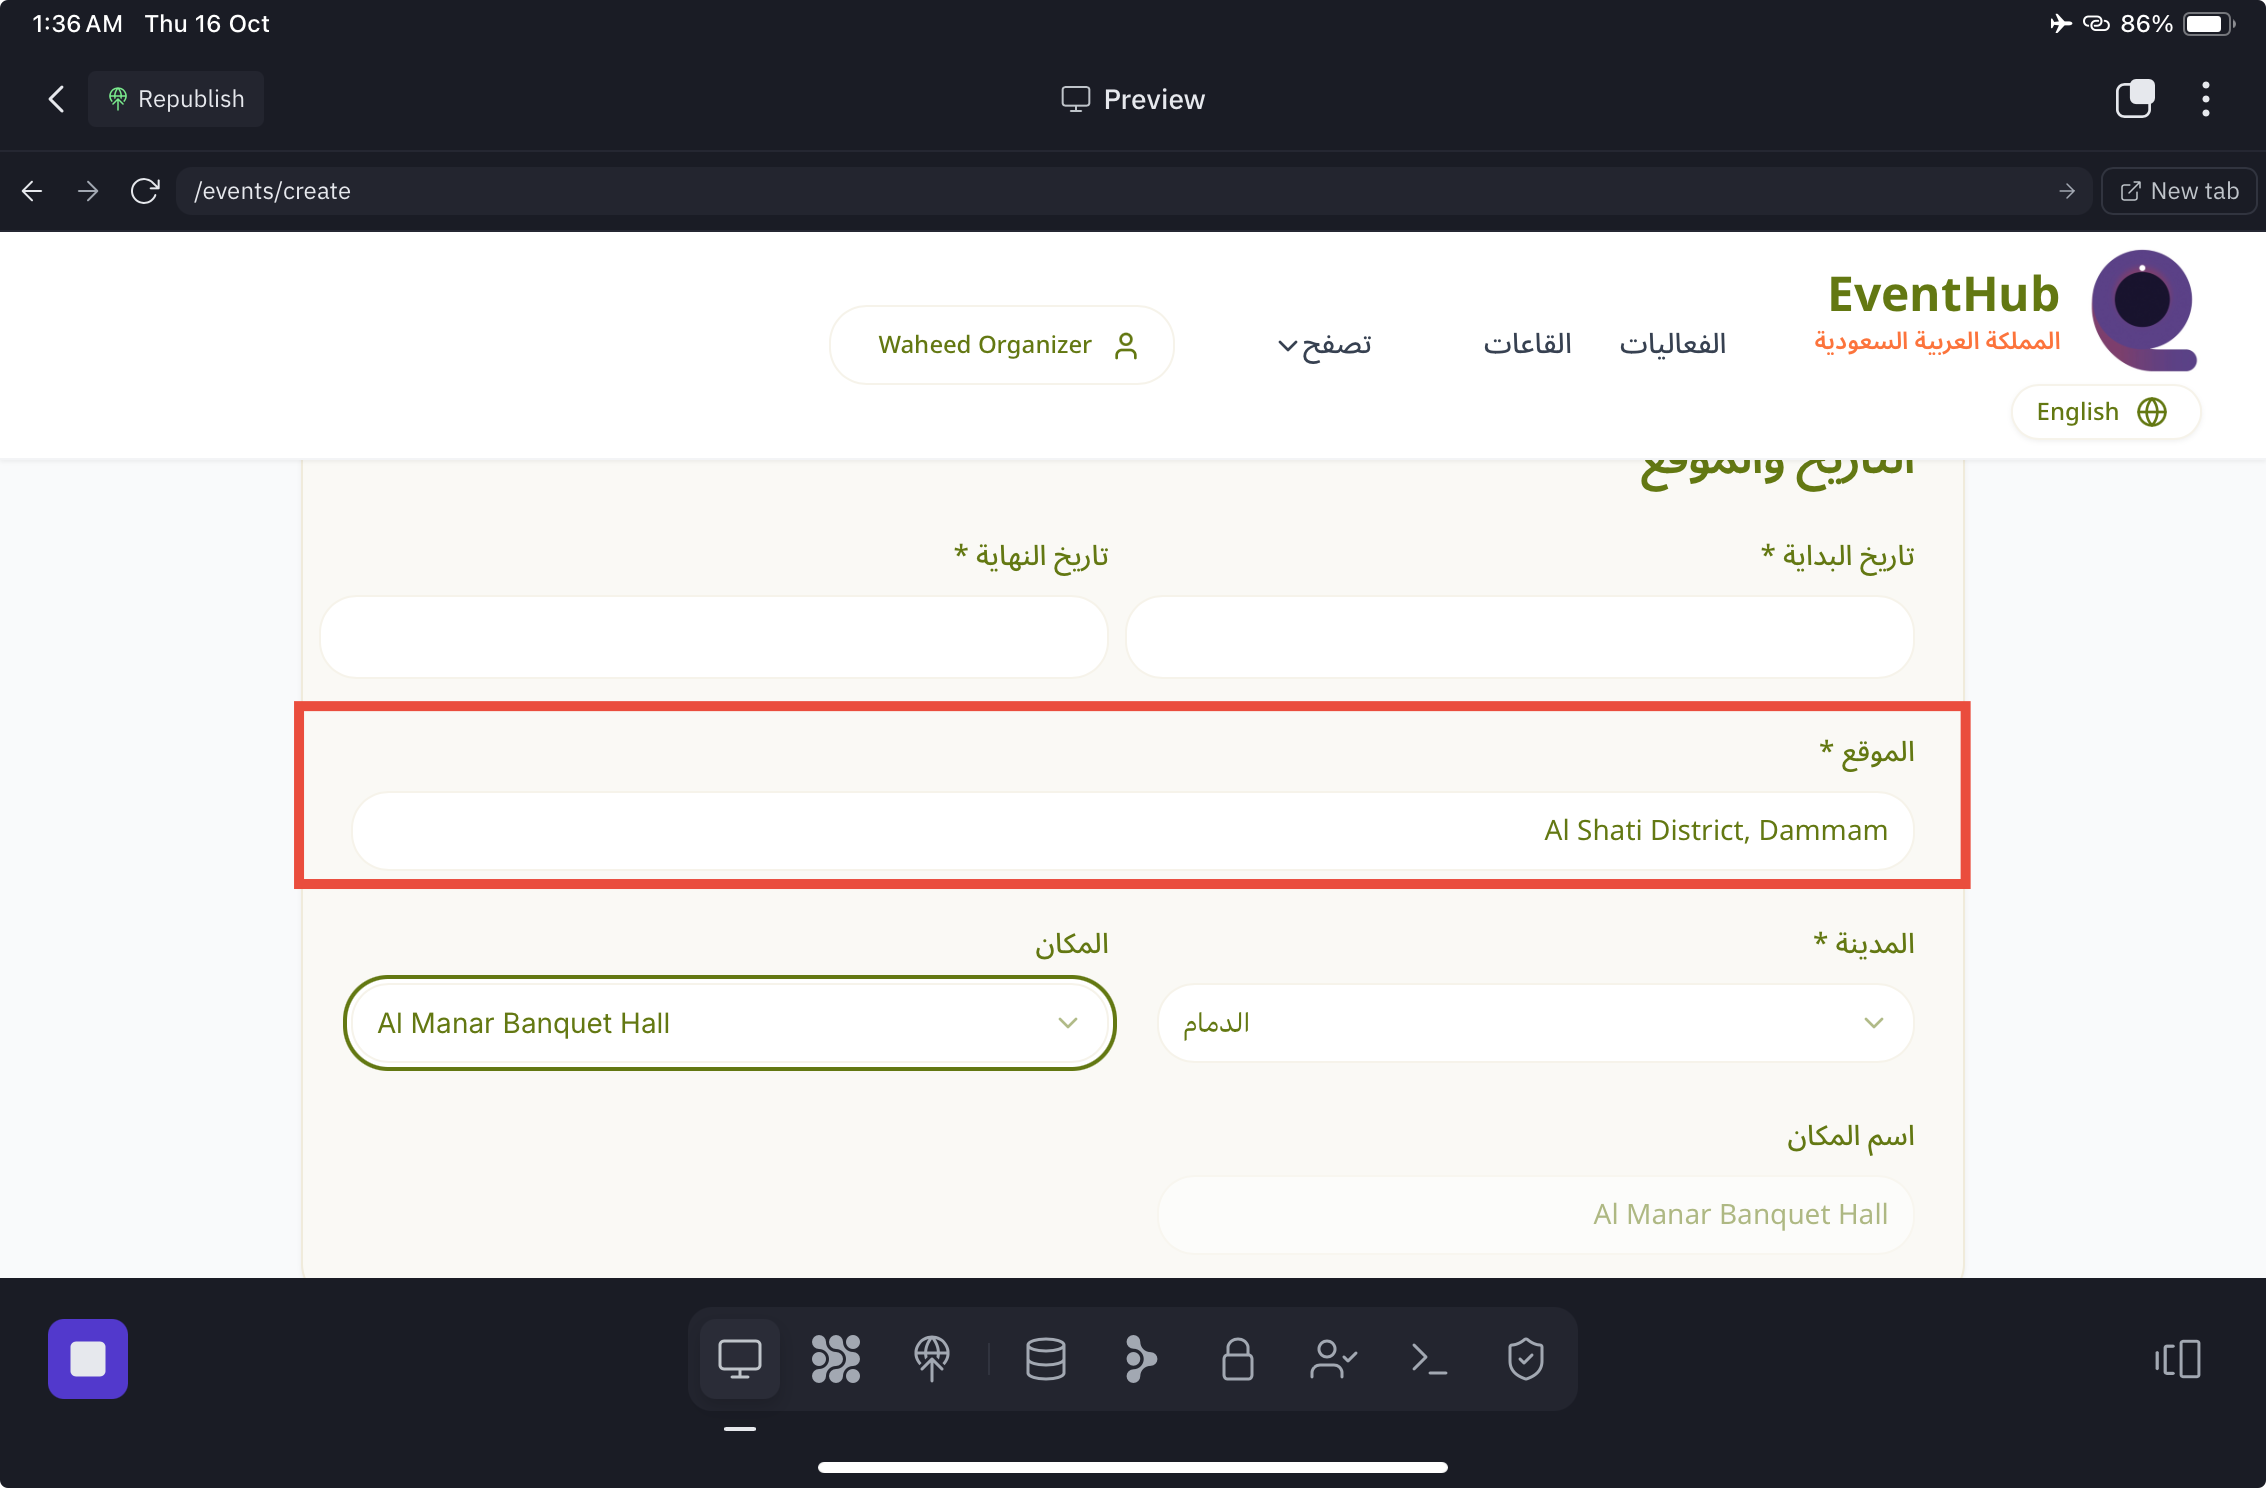 1:36 AM Thu 16 Oct
86%
Republish
Preview
/events/create
New tab
EventHub
المملكة العربية السعودية
الفعاليات
القاعات
تصفح
Waheed Organizer
English
التاريخ والموقع
تاريخ البداية *
تاريخ النهاية *
الموقع *
Al Shati District, Dammam
المدينة *
المكان
الدمام
Al Manar Banquet Hall
اسم المكان
Al Manar Banquet Hall